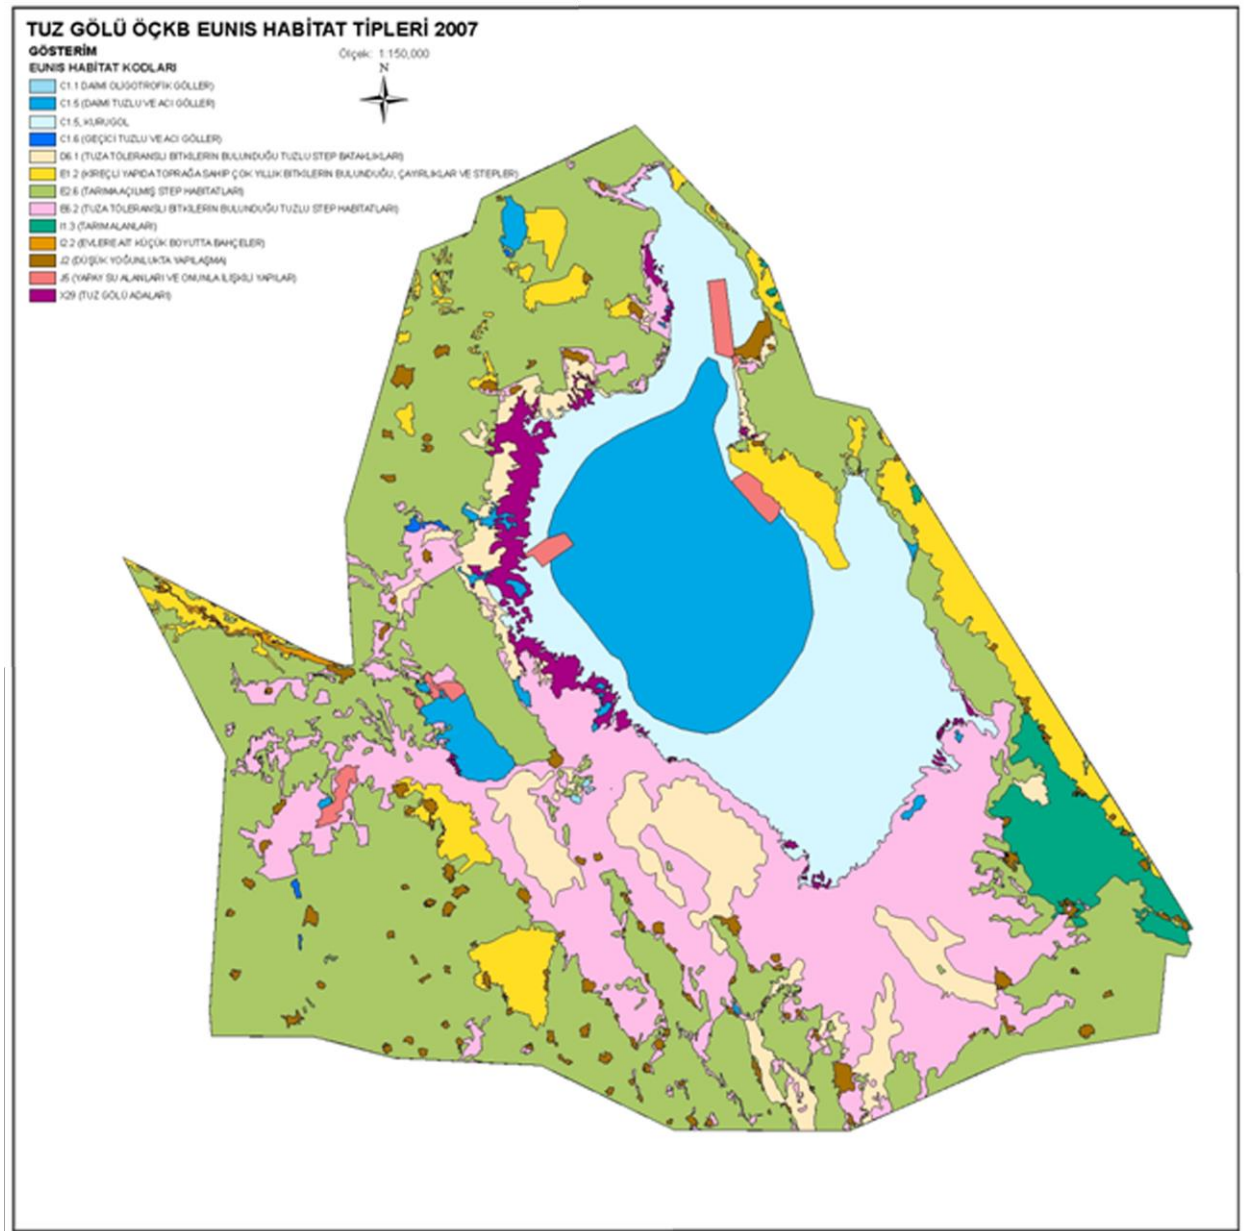 TUZ GÖLÜ ÖÇKB EUNIS HABİTAT TİPLERİ 2007
GÖSTERİM
Ölçek: 1:150,000
EUNIS HABİTAT KODLARI
N
C1.1 DAİMİ OLİGOTROFİK GÖLLER)
C1.5 (DAİMİ TUZLU VE ACI GÖLLER)
C1.5, KURUGÖL
C1.6 (GEÇİCİ TUZLU VE ACI GÖLLER)
D6.1 (TUZA TOLERANSLI BİTKİLERİN BULUNDUĞU TUZLU STEP BATAKLIKLARI)
E1.2 (KİREÇLİ YAPIDA TOPRAĞA SAHİP ÇOK YILLIK BİTKİLERİN BULUNDUĞU, ÇAYIRLIKLAR VE STEPLER)
E2.6 (TARIMA AÇILMIŞ STEP HABİTATLARI)
E6.2 (TUZA TOLERANSLI BİTKİLERİN BULUNDUĞU TUZLU STEP HABİTATLARI)
I1.3 (TARIM ALANLARI)
I2.2 (EVLERE AİT KÜÇÜK BOYUTTA BAHÇELER)
J2 (DÜŞÜK YOĞUNLUKTA YAPILAŞMA)
J5 (YAPAY SU ALANLARI VE ONUNLA İLİŞKİLİ YAPILAR)
X29 (TUZ GÖLÜ ADALARI)